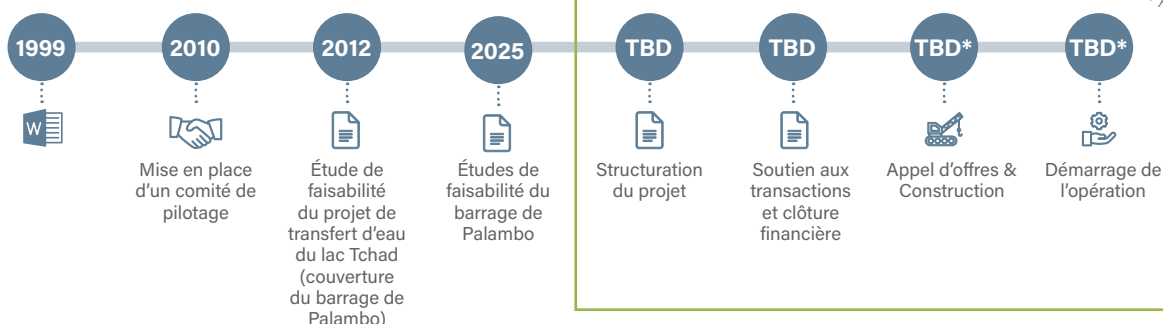 1999
2010
2012
2025
TBD
TBD
TBD*
TBD*
W
Mise en place
d'un comité de
pilotage
Étude de
faisabilité
du projet de
transfert d'eau
du lac Tchad
(couverture
du barrage de
Palambo)
Études de
faisabilité du
barrage de
Palambo
Structuration
du projet
Soutien aux
transactions
et clôture
financière
Appel d'offres &
Construction
Démarrage de
l'opération